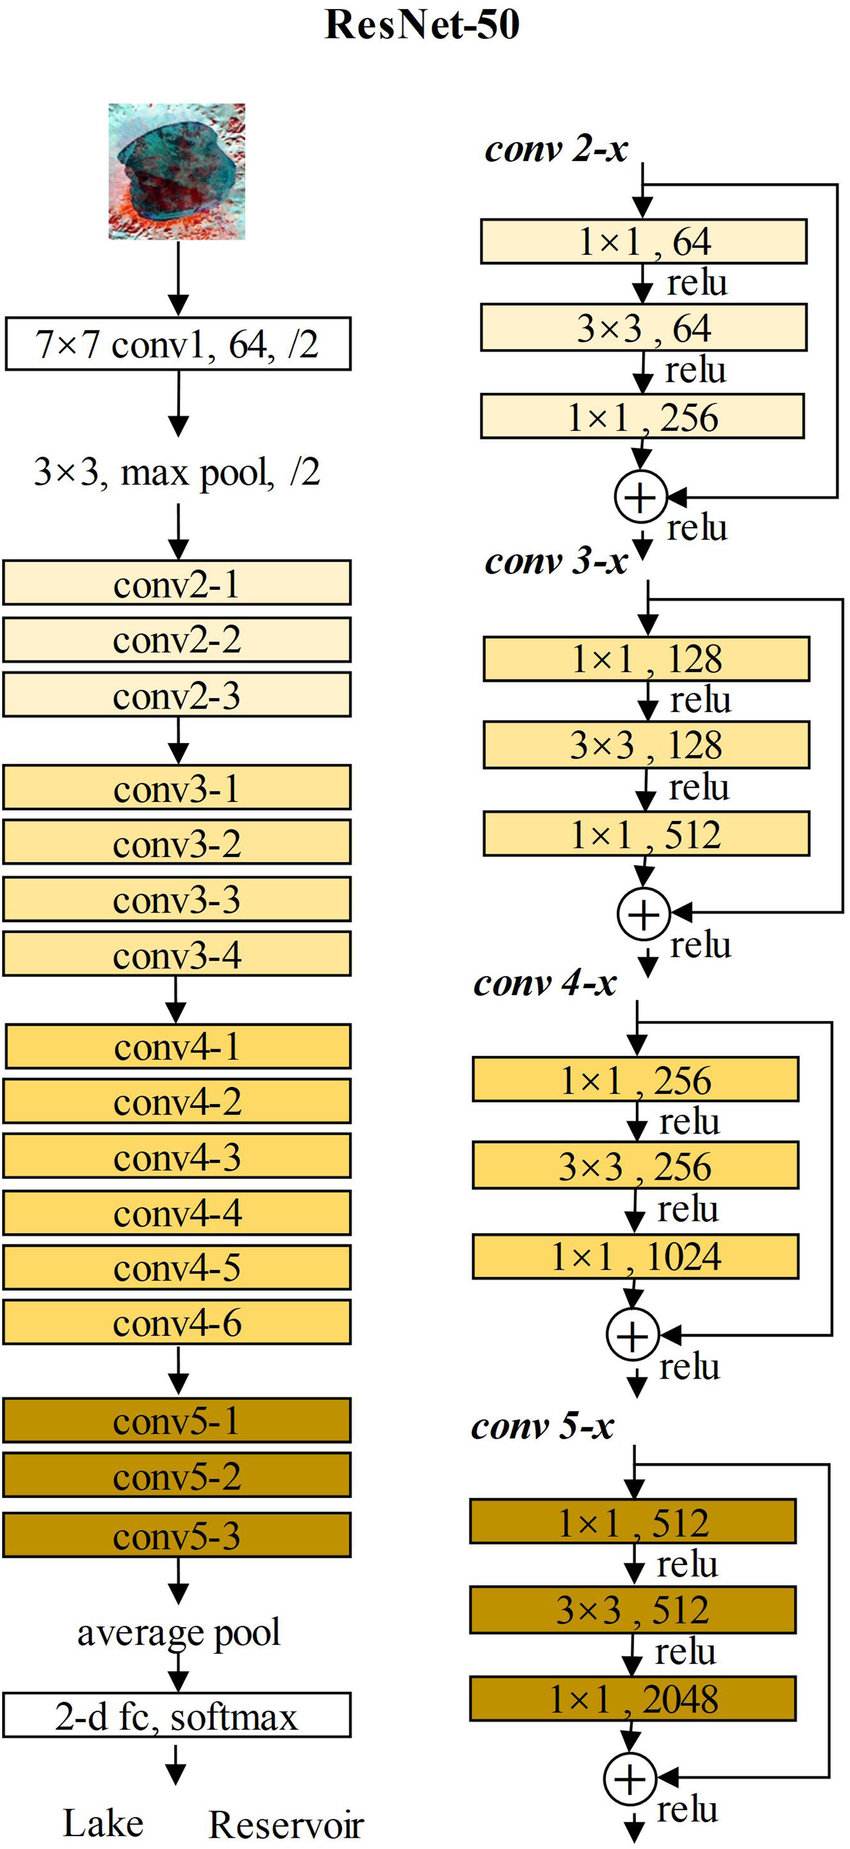 ResNet-50
7×7 conv1, 64, /2
3×3, max pool, /2
conv2-1
conv2-2
conv2-3
conv3-1
conv3-2
conv3-3
conv3-4
conv4-1
conv4-2
conv4-3
conv4-4
conv4-5
conv4-6
conv5-1
conv5-2
conv5-3
average pool
2-d fc, softmax
Lake Reservoir
conv 2-x
1×1 , 64
relu
3×3 , 64
relu
1×1 , 256
+
relu
conv 3-x
1×1 , 128
relu
3×3 , 128
relu
1×1 , 512
+
relu
conv 4-x
1×1 , 256
relu
3×3 , 256
relu
1×1 , 1024
+
relu
conv 5-x
1×1 , 512
relu
3×3 , 512
relu
1×1 , 2048
+
relu